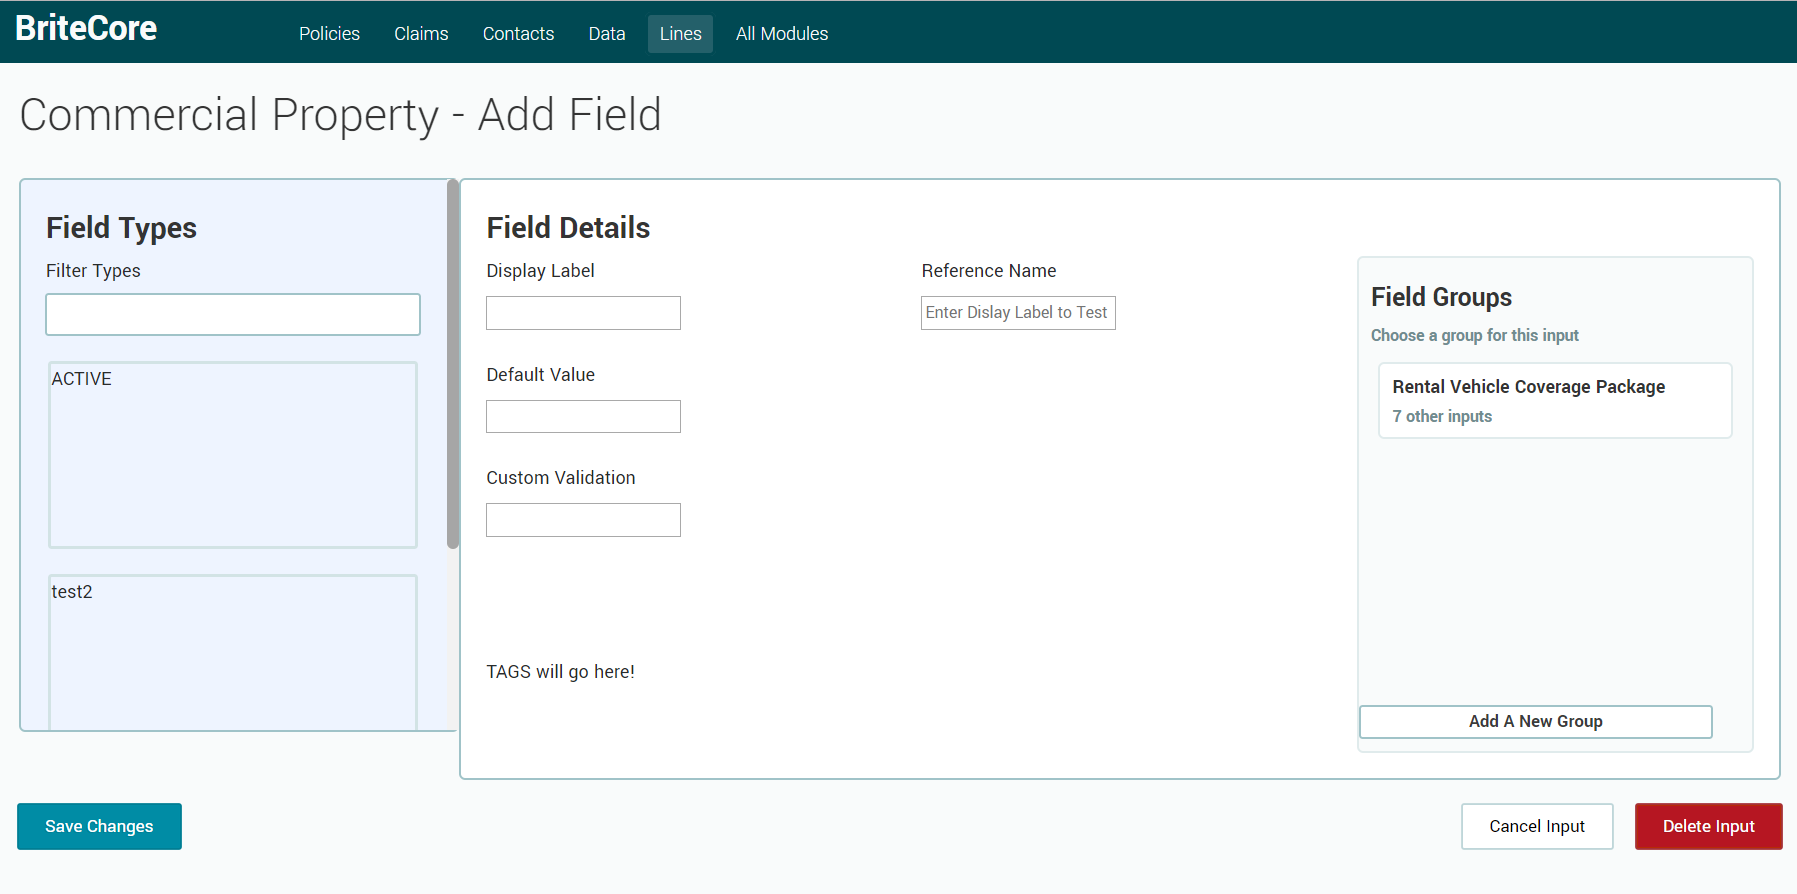 BriteCore
Policies Claims Contacts Data Lines All Modules
Commercial Property - Add Field
Field Types
Filter Types
ACTIVE
test2
Field Details
Display Label
Reference Name
Enter Dislay Label to Test
Default Value
Custom Validation
TAGS will go here!
Field Groups
Choose a group for this input
Rental Vehicle Coverage Package
7 other inputs
Add A New Group
Save Changes
Cancel Input
Delete Input